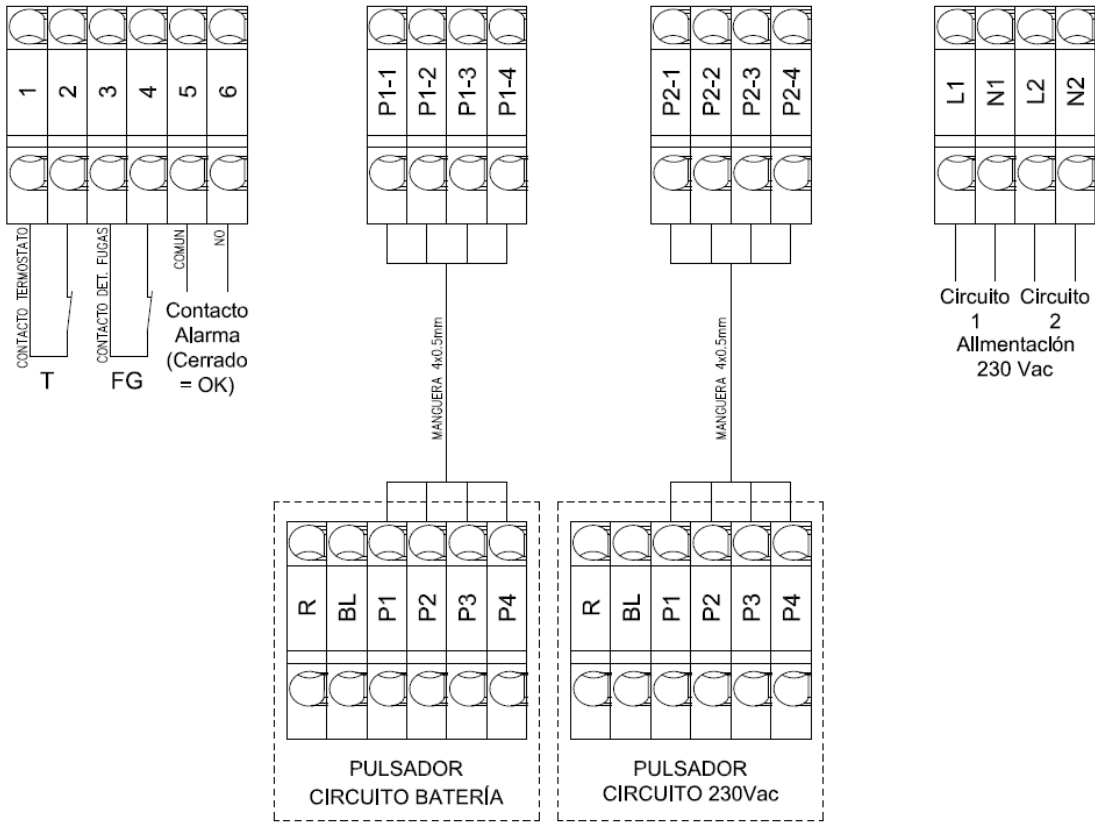 1
2
3
4
5
6
P1-1
P1-2
P1-3
P1-4
P2-1
P2-2
P2-3
P2-4
L1
N1
L2
N2
CONTACTO TERMOSTATO
T
CONTACTO DET. FUGAS
FG
COMUN
NO
Contacto
Alarma
(Cerrado
= OK)
MANGUERA 4x0.5mm
MANGUERA 4x0.5mm
Circuito
1
Circuito
2
Alimentación
230 Vac
R
BL
P1
P2
P3
P4
PULSADOR
CIRCUITO BATERÍA
R
BL
P1
P2
P3
P4
PULSADOR
CIRCUITO 230Vac